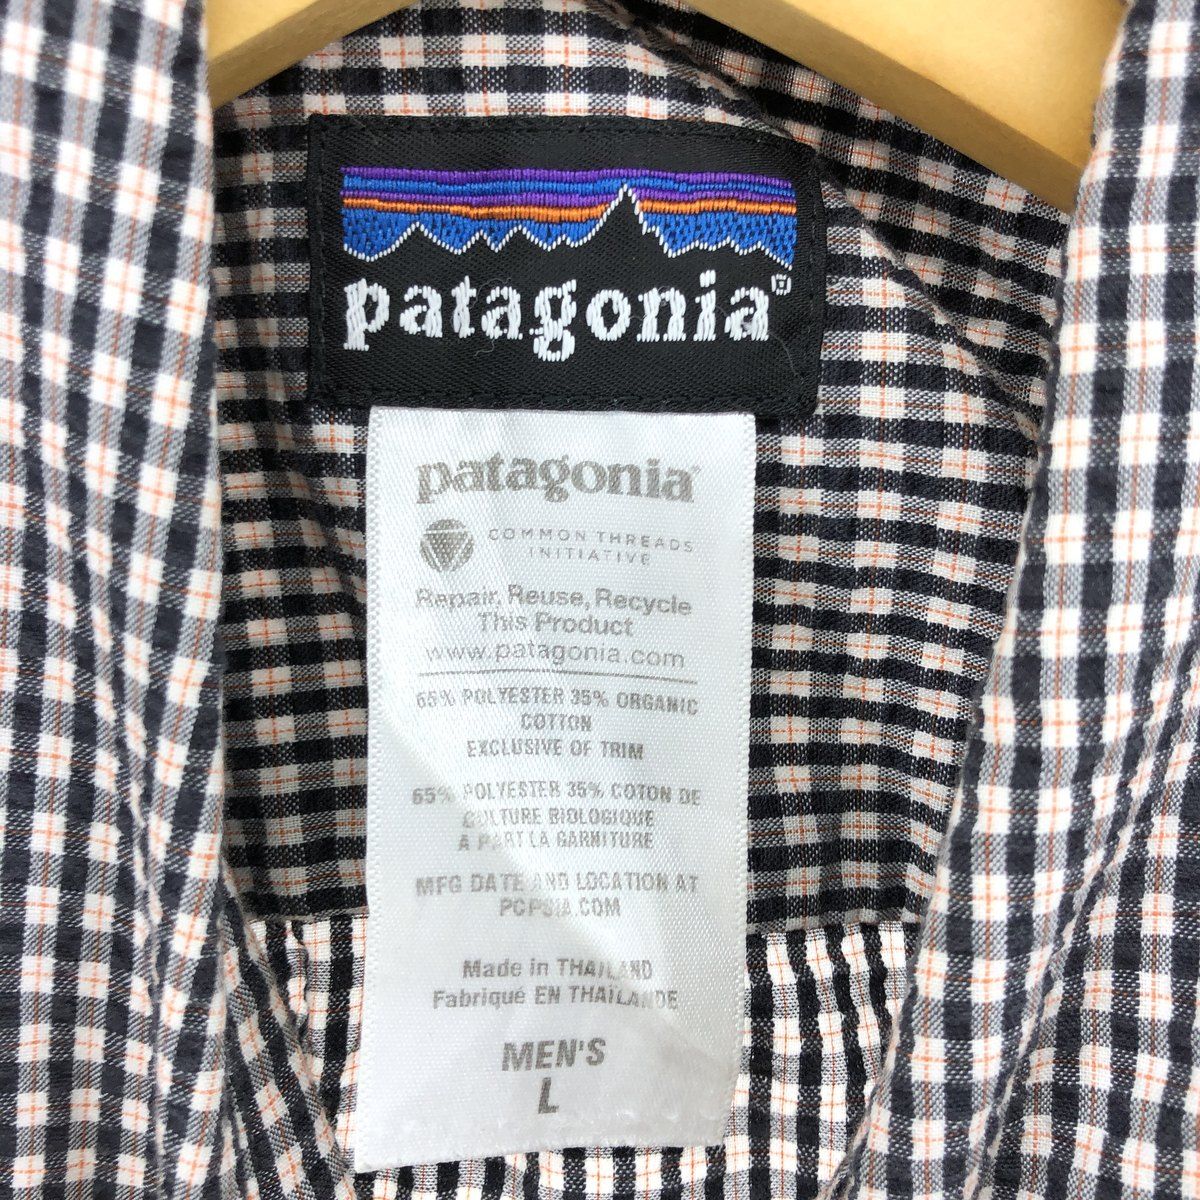 patagonia®
patagonia®
COMMON THREADS
INITIATIVE
Repair, Reuse, Recycle
This Product
www.patagonia.com
65% POLYESTER 35% ORGANIC
COTTON
EXCLUSIVE OF TRIM
65% POLYESTER 35% COTON DE
CULTURE BIOLOGIQUE
À PART LA GARNITURE
MFG DATE AND LOCATION AT
PCPSIA.COM
Made in THAILAND
Fabriqué EN THAÏLANDE
MEN'S
L